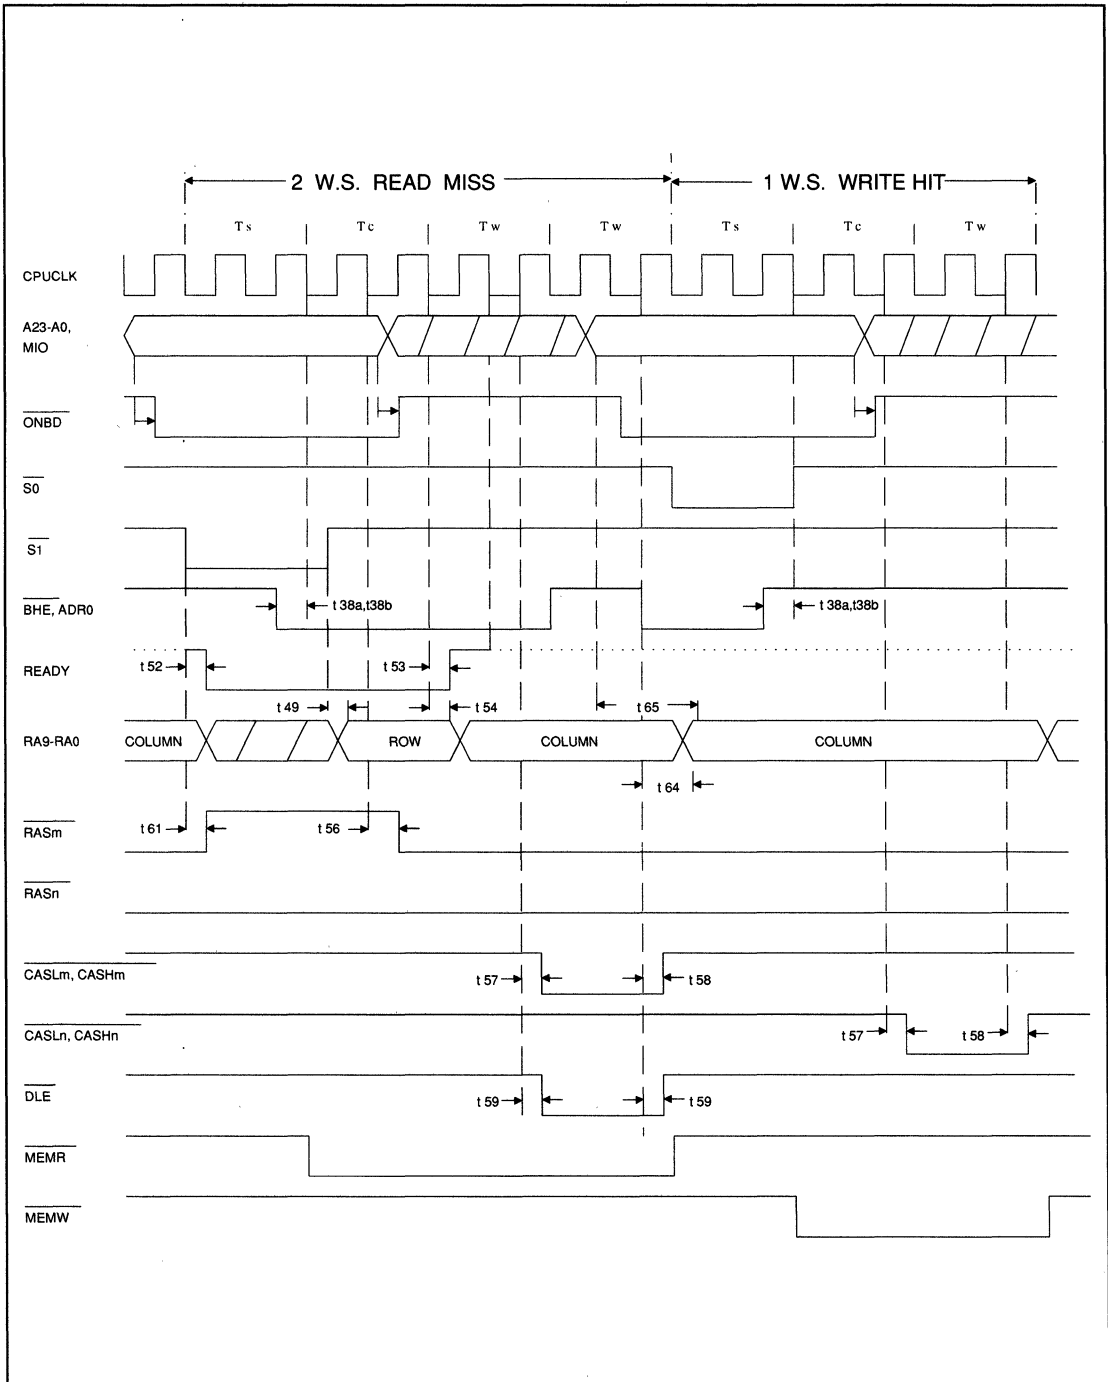 2 W.S. READ MISS
1 W.S. WRITE HIT
Ts Tc Tw Tw Ts Tc Tw
CPUCLK
A23-A0,
MIO
ONBD
S0
S1
BHE, ADR0
t 38a,t38b
t 38a,t38b
READY
t 52
t 53
t 49
t 54
t 65
RA9-RA0
COLUMN
ROW
COLUMN
COLUMN
t 64
RASm
t 61
t 56
RASn
CASLm, CASHm
t 57
t 58
CASLn, CASHn
t 57
t 58
DLE
t 59
t 59
MEMR
MEMW